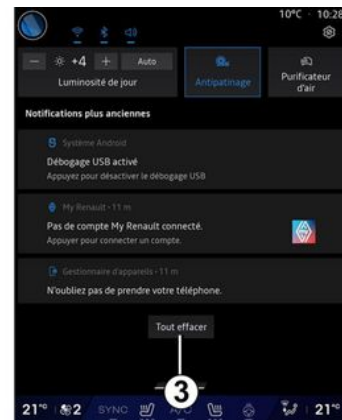 10°C 10:28
+4 Auto
Luminosité de jour
Antipatinage
Purificateur
d'air
Notifications plus anciennes
Système Android
Débogage USB activé
Appuyez pour désactiver le débogage USB
My Renault · 11 m
Pas de compte My Renault connecté.
Appuyer pour connecter un compte.
Gestionnaire d'appareils · 11 m
N'oubliez pas de prendre votre téléphone.
Tout effacer
3
21°C 2 SYNC A/C 21°C